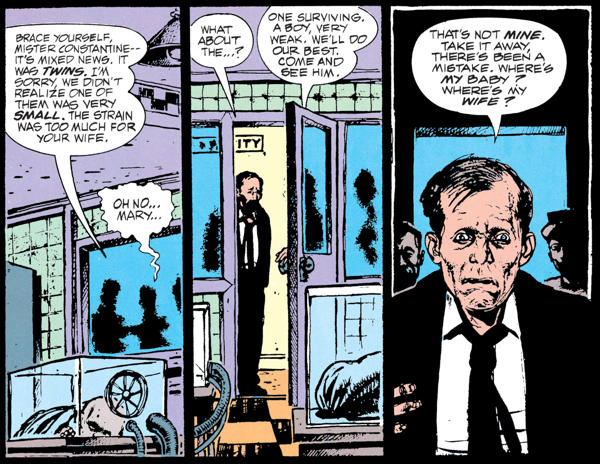 BRACE YOURSELF,
MISTER CONSTANTINE--
IT'S MIXED NEWS. IT
WAS TWINS. I'M
SORRY, WE DIDN'T
REALIZE ONE OF
THEM WAS VERY
SMALL. THE STRAIN
WAS TOO MUCH FOR
YOUR WIFE.
OH NO...
MARY...
WHAT
ABOUT
THE...?
ONE SURVIVING.
A BOY, VERY
WEAK. WE'LL DO
OUR BEST.
COME AND
SEE HIM.
ITY
THAT'S NOT MINE.
TAKE IT AWAY,
THERE'S BEEN A
MISTAKE. WHERE'S
MY BABY?
WHERE'S MY
WIFE?